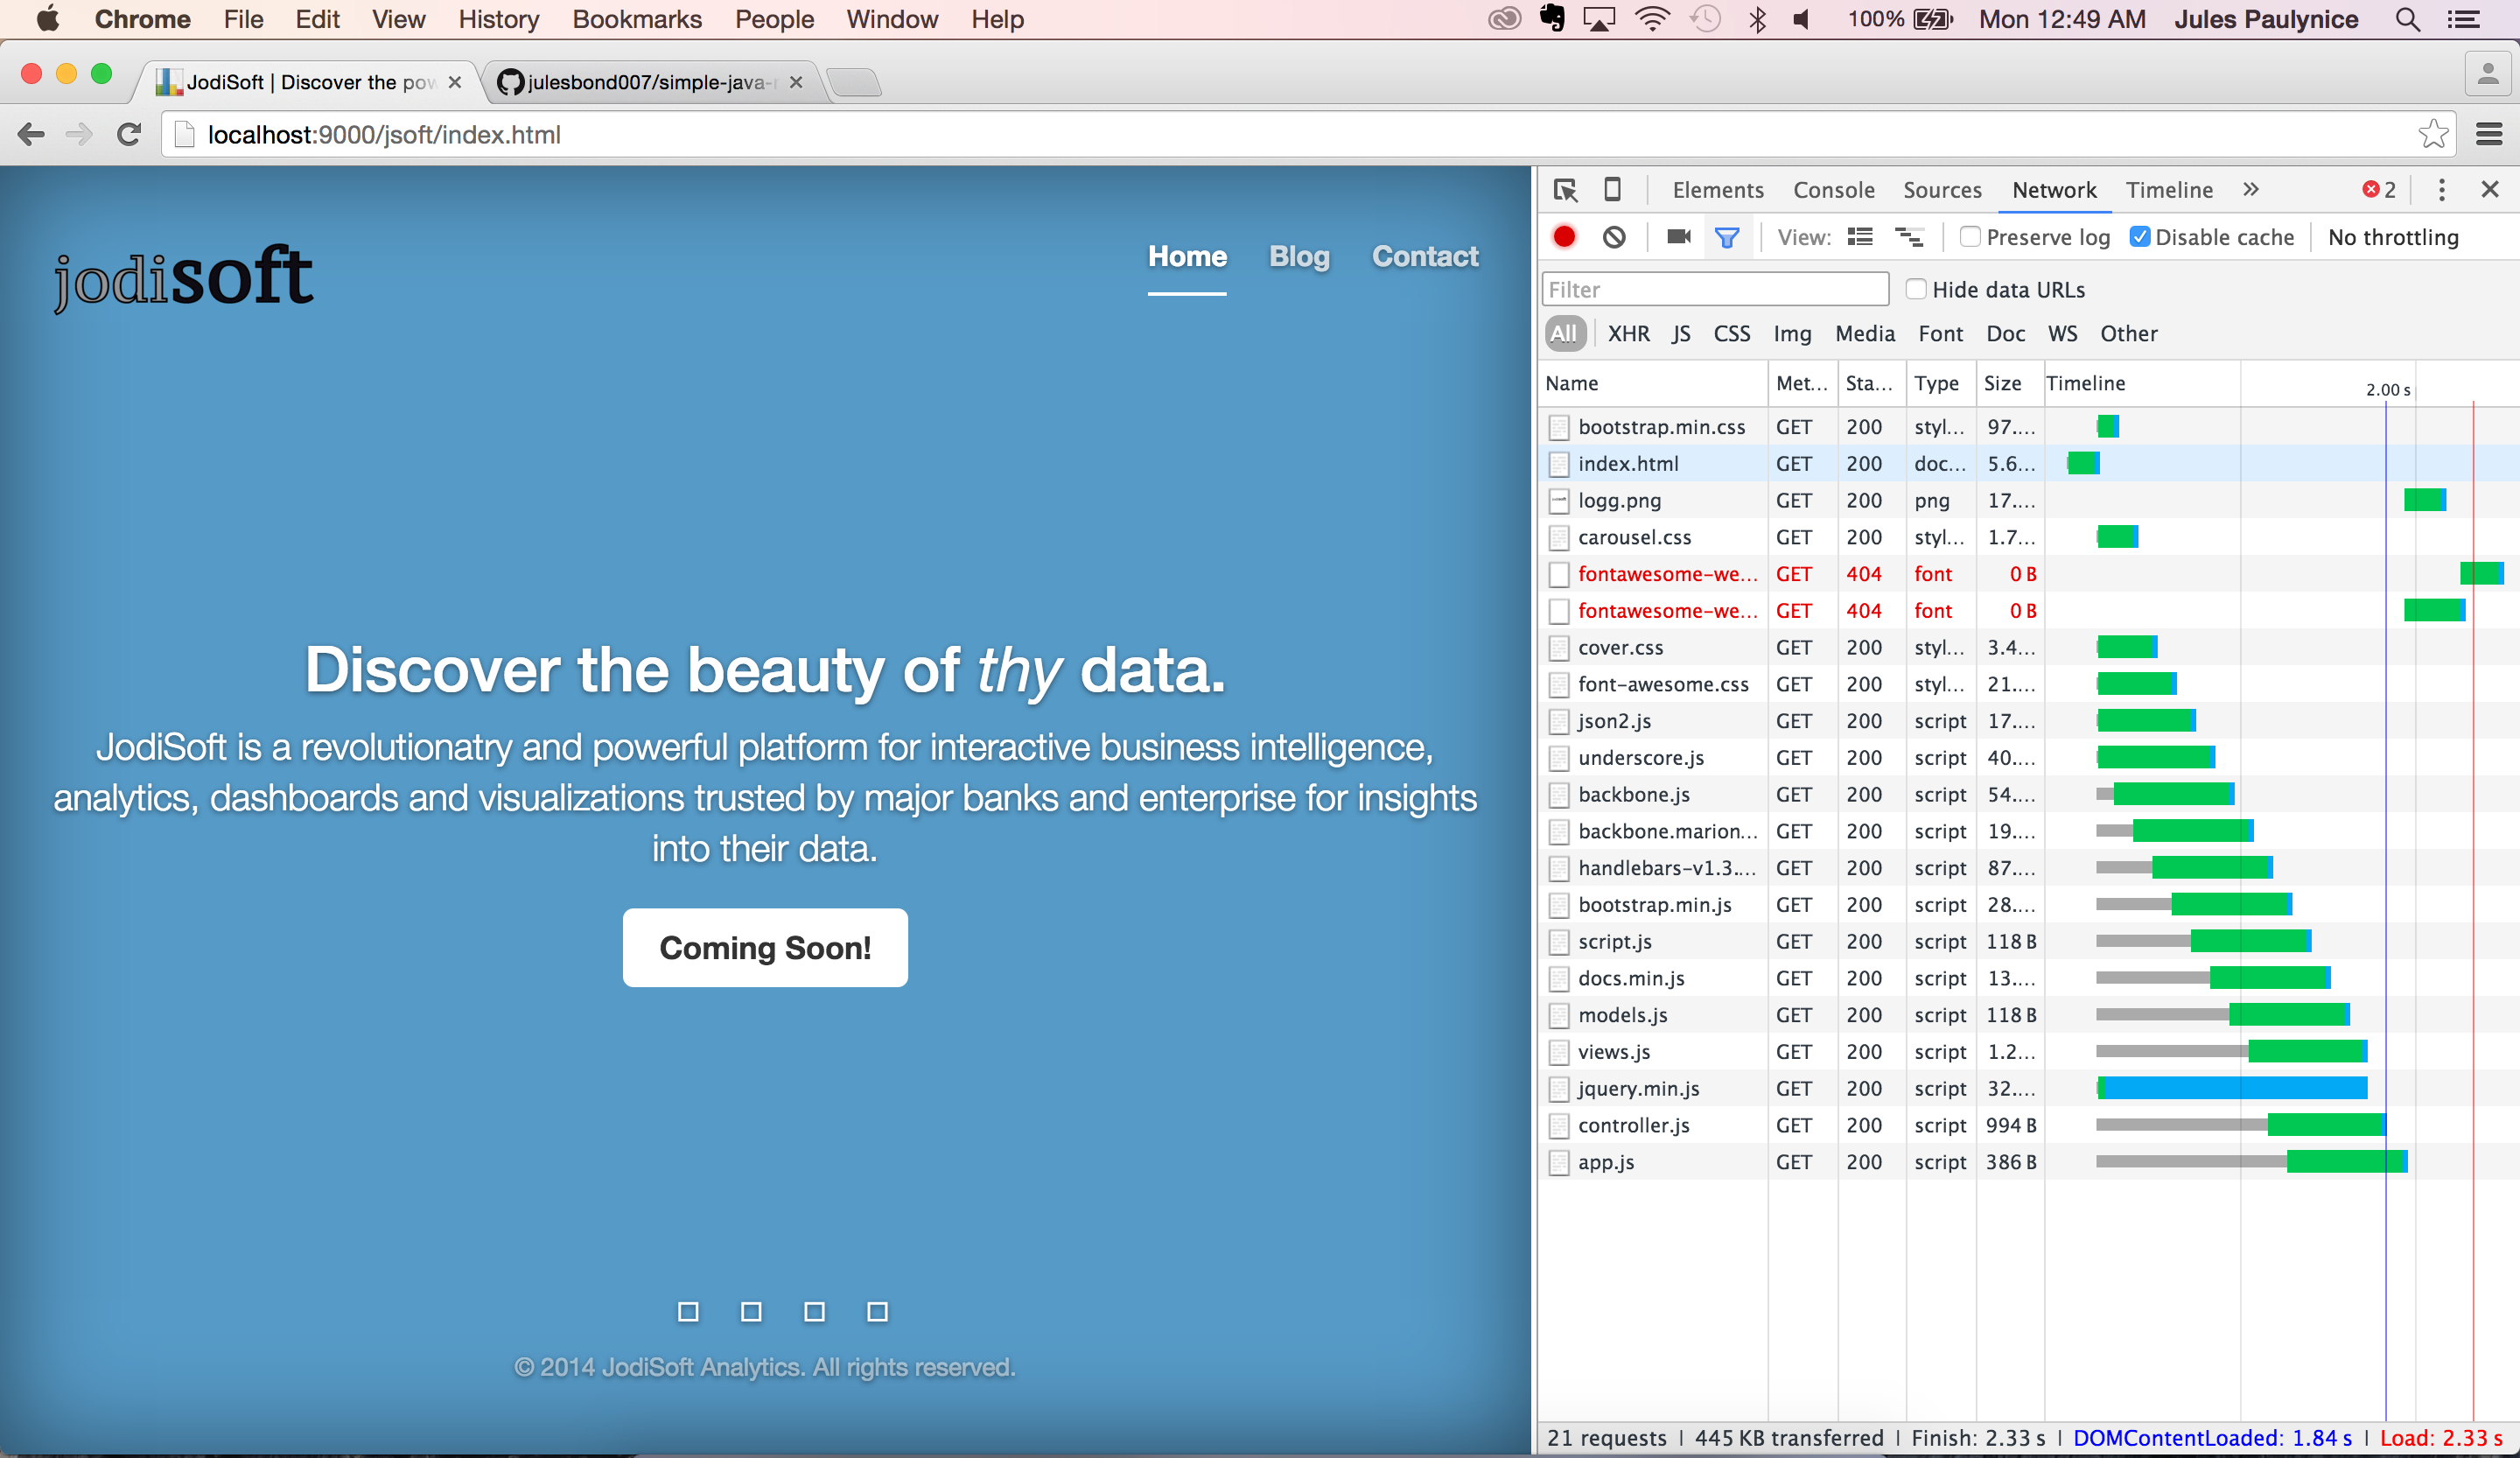 Chrome File Edit View History Bookmarks People Window Help 100% Mon 12:49 AM Jules Paulynice
JodiSoft | Discover the pow julesbond007/simple-java-
localhost:9000/jsoft/index.html
jodisoft
Home Blog Contact
Discover the beauty of thy data.
JodiSoft is a revolutionatry and powerful platform for interactive business intelligence,
analytics, dashboards and visualizations trusted by major banks and enterprise for insights
into their data.
Coming Soon!
© 2014 JodiSoft Analytics. All rights reserved.
Elements Console Sources Network Timeline » 2
View: Preserve log Disable cache No throttling
Filter Hide data URLs
All XHR JS CSS Img Media Font Doc WS Other
Name Met... Sta... Type Size Timeline 2.00 s
bootstrap.min.css GET 200 styl... 97....
index.html GET 200 doc... 5.6...
logg.png GET 200 png 17....
carousel.css GET 200 styl... 1.7...
fontawesome-we... GET 404 font 0 B
fontawesome-we... GET 404 font 0 B
cover.css GET 200 styl... 3.4...
font-awesome.css GET 200 styl... 21....
json2.js GET 200 script 17....
underscore.js GET 200 script 40....
backbone.js GET 200 script 54....
backbone.marion... GET 200 script 19....
handlebars-v1.3.... GET 200 script 87....
bootstrap.min.js GET 200 script 28....
script.js GET 200 script 118 B
docs.min.js GET 200 script 13....
models.js GET 200 script 118 B
views.js GET 200 script 1.2...
jquery.min.js GET 200 script 32....
controller.js GET 200 script 994 B
app.js GET 200 script 386 B
21 requests | 445 KB transferred | Finish: 2.33 s | DOMContentLoaded: 1.84 s | Load: 2.33 s